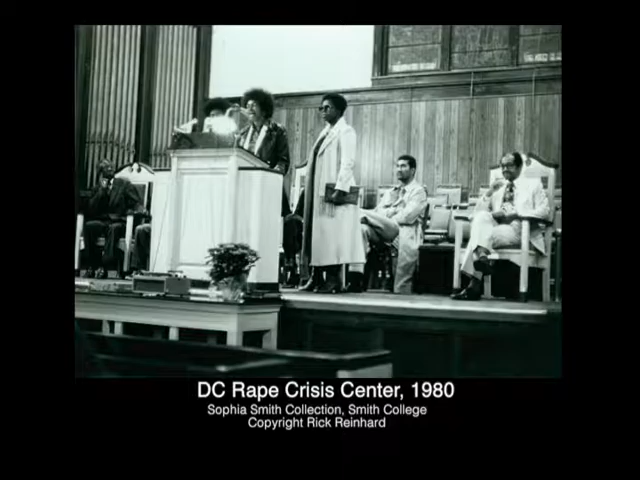 DC Rape Crisis Center, 1980
Sophia Smith Collection, Smith College
Copyright Rick Reinhard